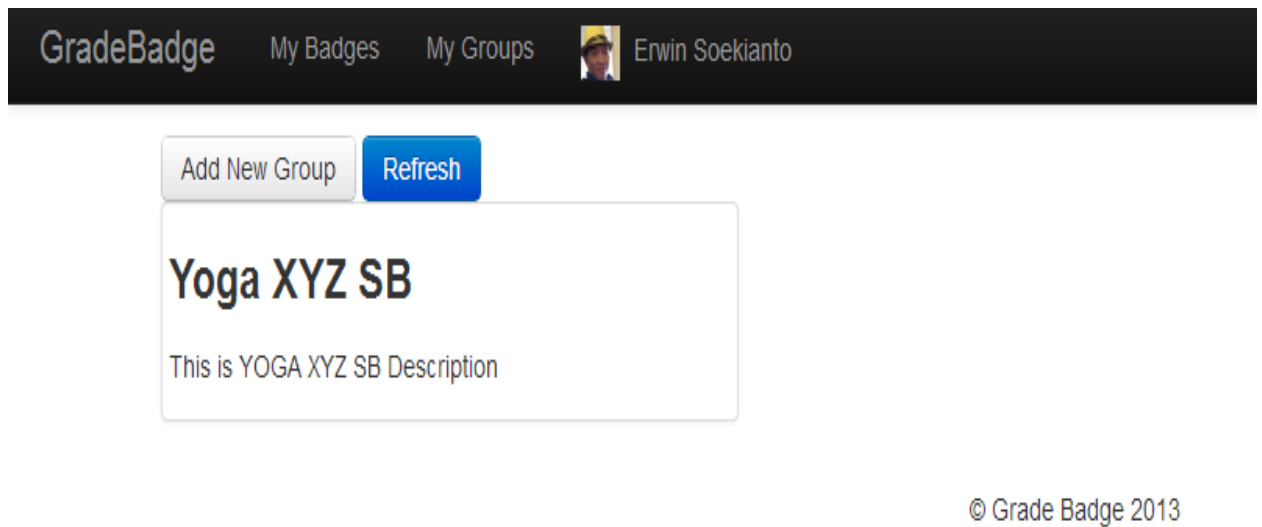 GradeBadge My Badges My Groups Erwin Soekianto
Add New Group Refresh
Yoga XYZ SB
This is YOGA XYZ SB Description
© Grade Badge 2013